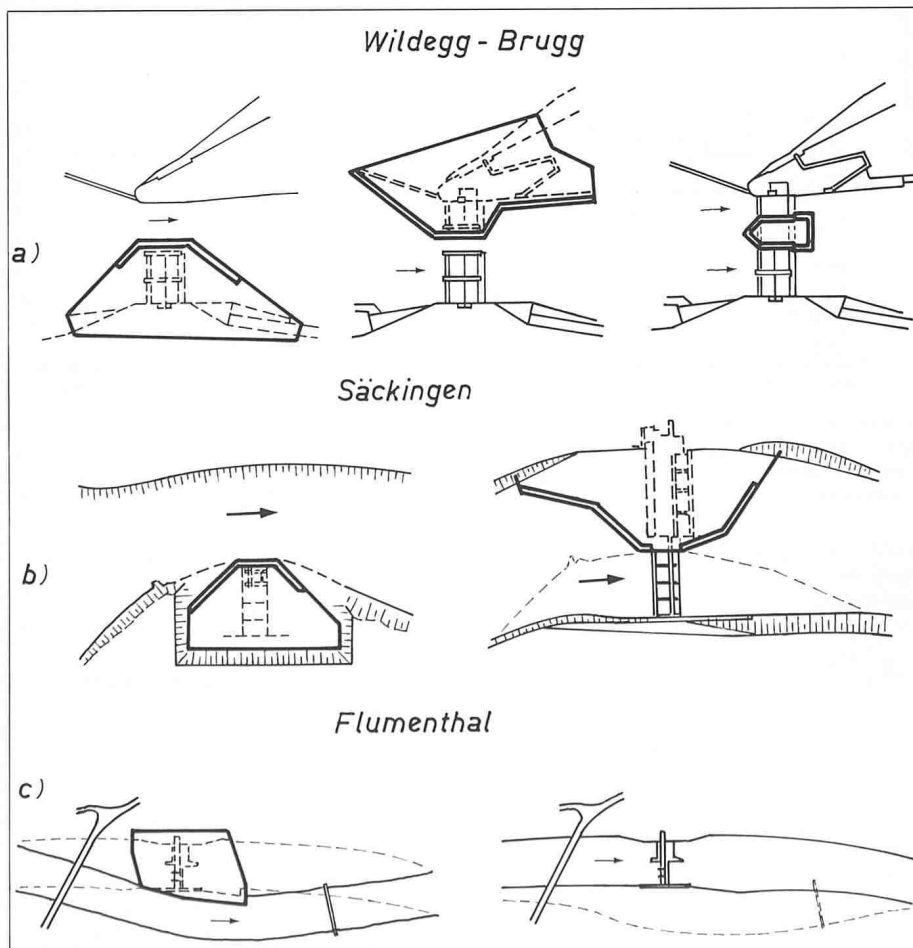 Wildegg - Brugg
a)
Säckingen
b)
Flumenthal
c)